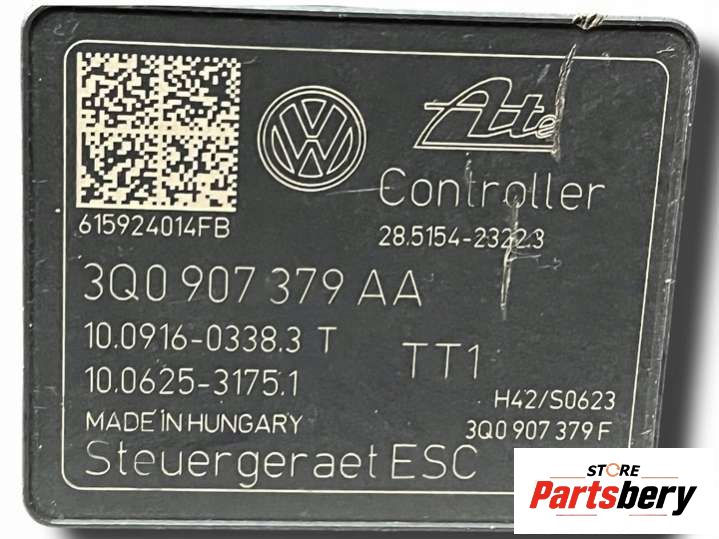 VW
Ate
Controller
615924014FB
28.5154-2322.3
3Q0 907 379 AA
10.0916-0338.3 T
TT1
10.0625-3175.1
H42/S0623
MADE IN HUNGARY
3Q0 907 379 F
Steuergeraet ESC
STORE
Partsbery